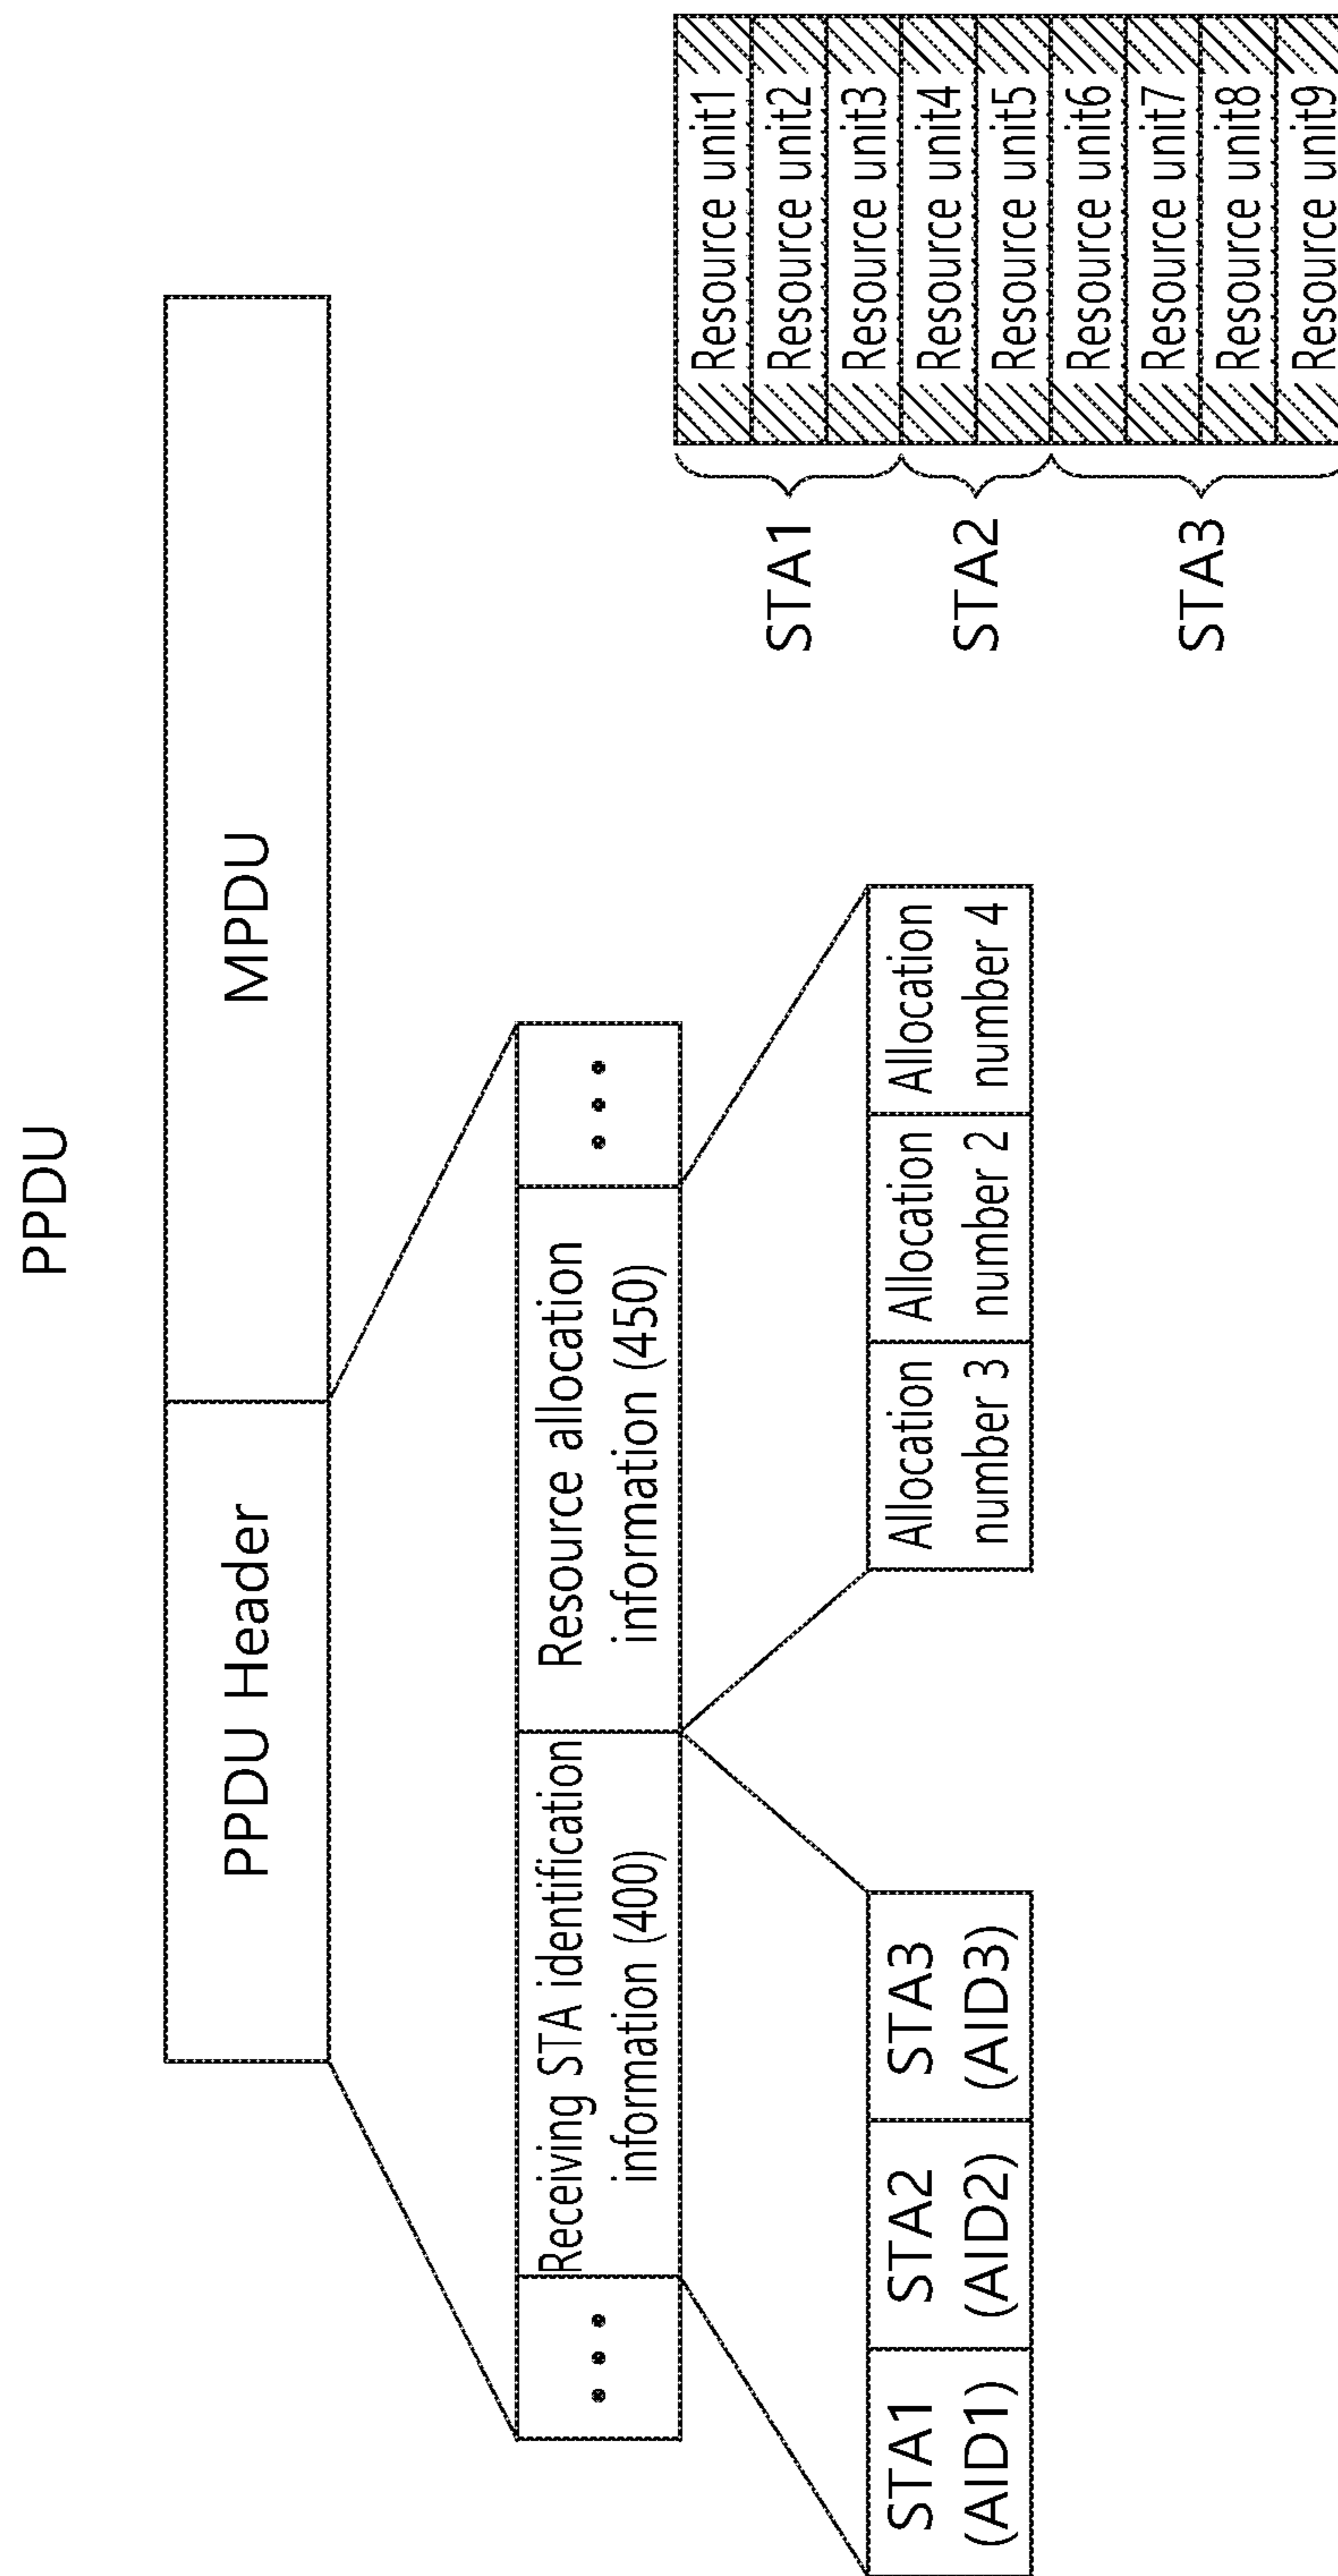 PPDU
PPDU Header
MPDU
Receiving STA identification
information (400)
Resource allocation
information (450)
STA1
(AID1)
STA2
(AID2)
STA3
(AID3)
Allocation
number 3
Allocation
number 2
Allocation
number 4
STA1
STA2
STA3
Resource unit1
Resource unit2
Resource unit3
Resource unit4
Resource unit5
Resource unit6
Resource unit7
Resource unit8
Resource unit9